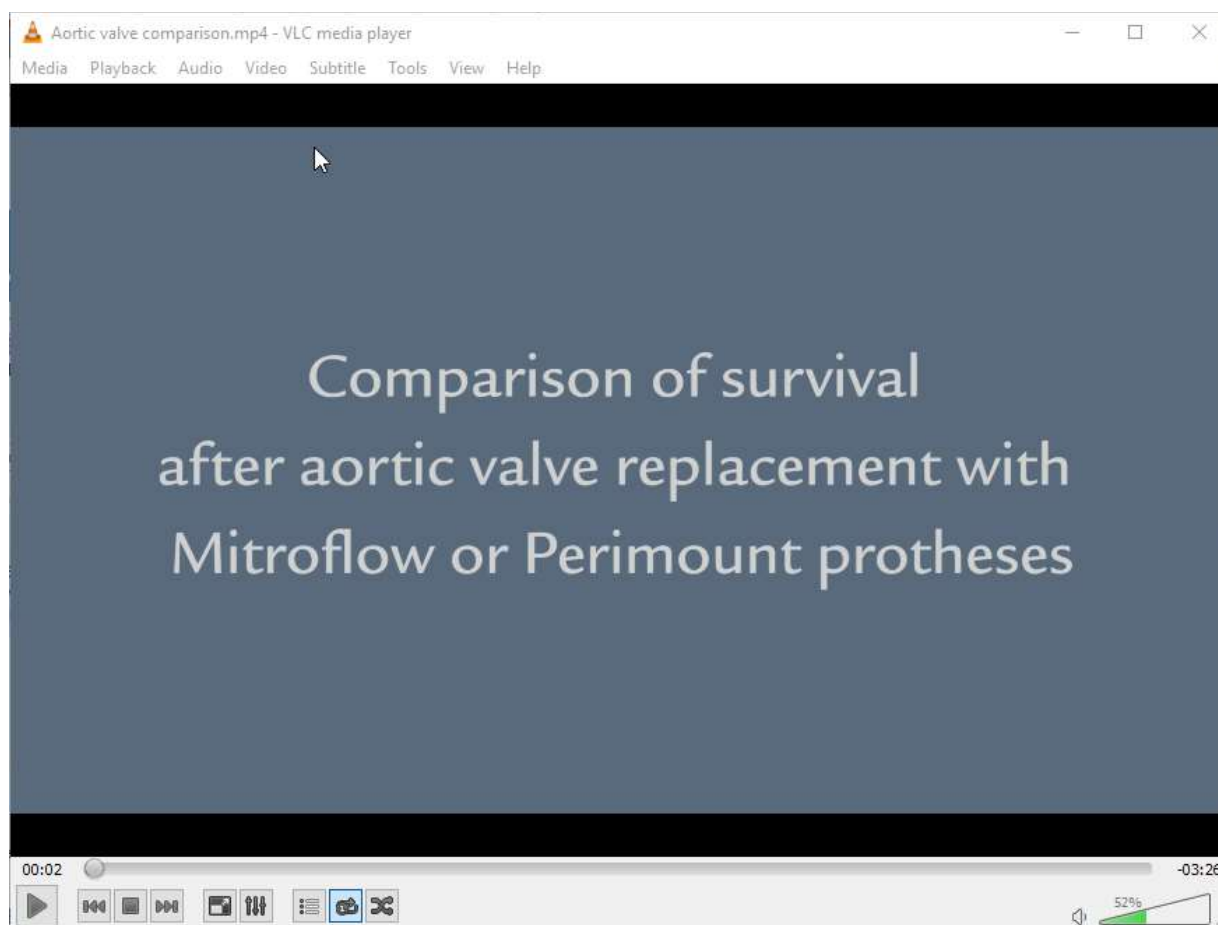 Aortic valve comparison.mp4 - VLC media player
Media Playback Audio Video Subtitle Tools View Help
Comparison of survival
after aortic valve replacement with
Mitroflow or Perimount protheses
00:02 -03:26
52%